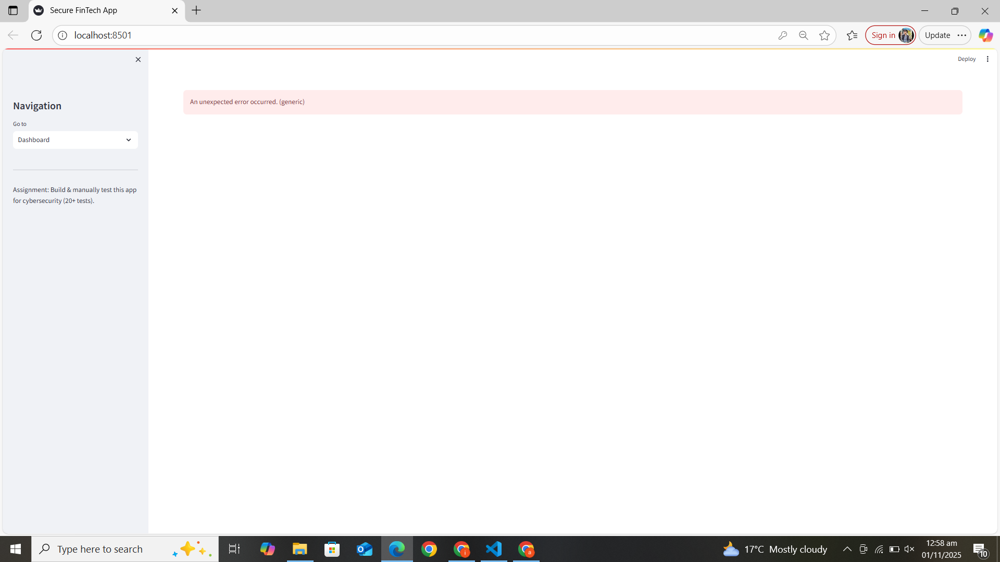 Secure FinTech App
localhost:8501
Sign in
Update
Deploy
Navigation
Go to
Dashboard
Assignment: Build & manually test this app
for cybersecurity (20+ tests).
An unexpected error occurred. (generic)
Type here to search
17°C Mostly cloudy
12:58 am
01/11/2025
10